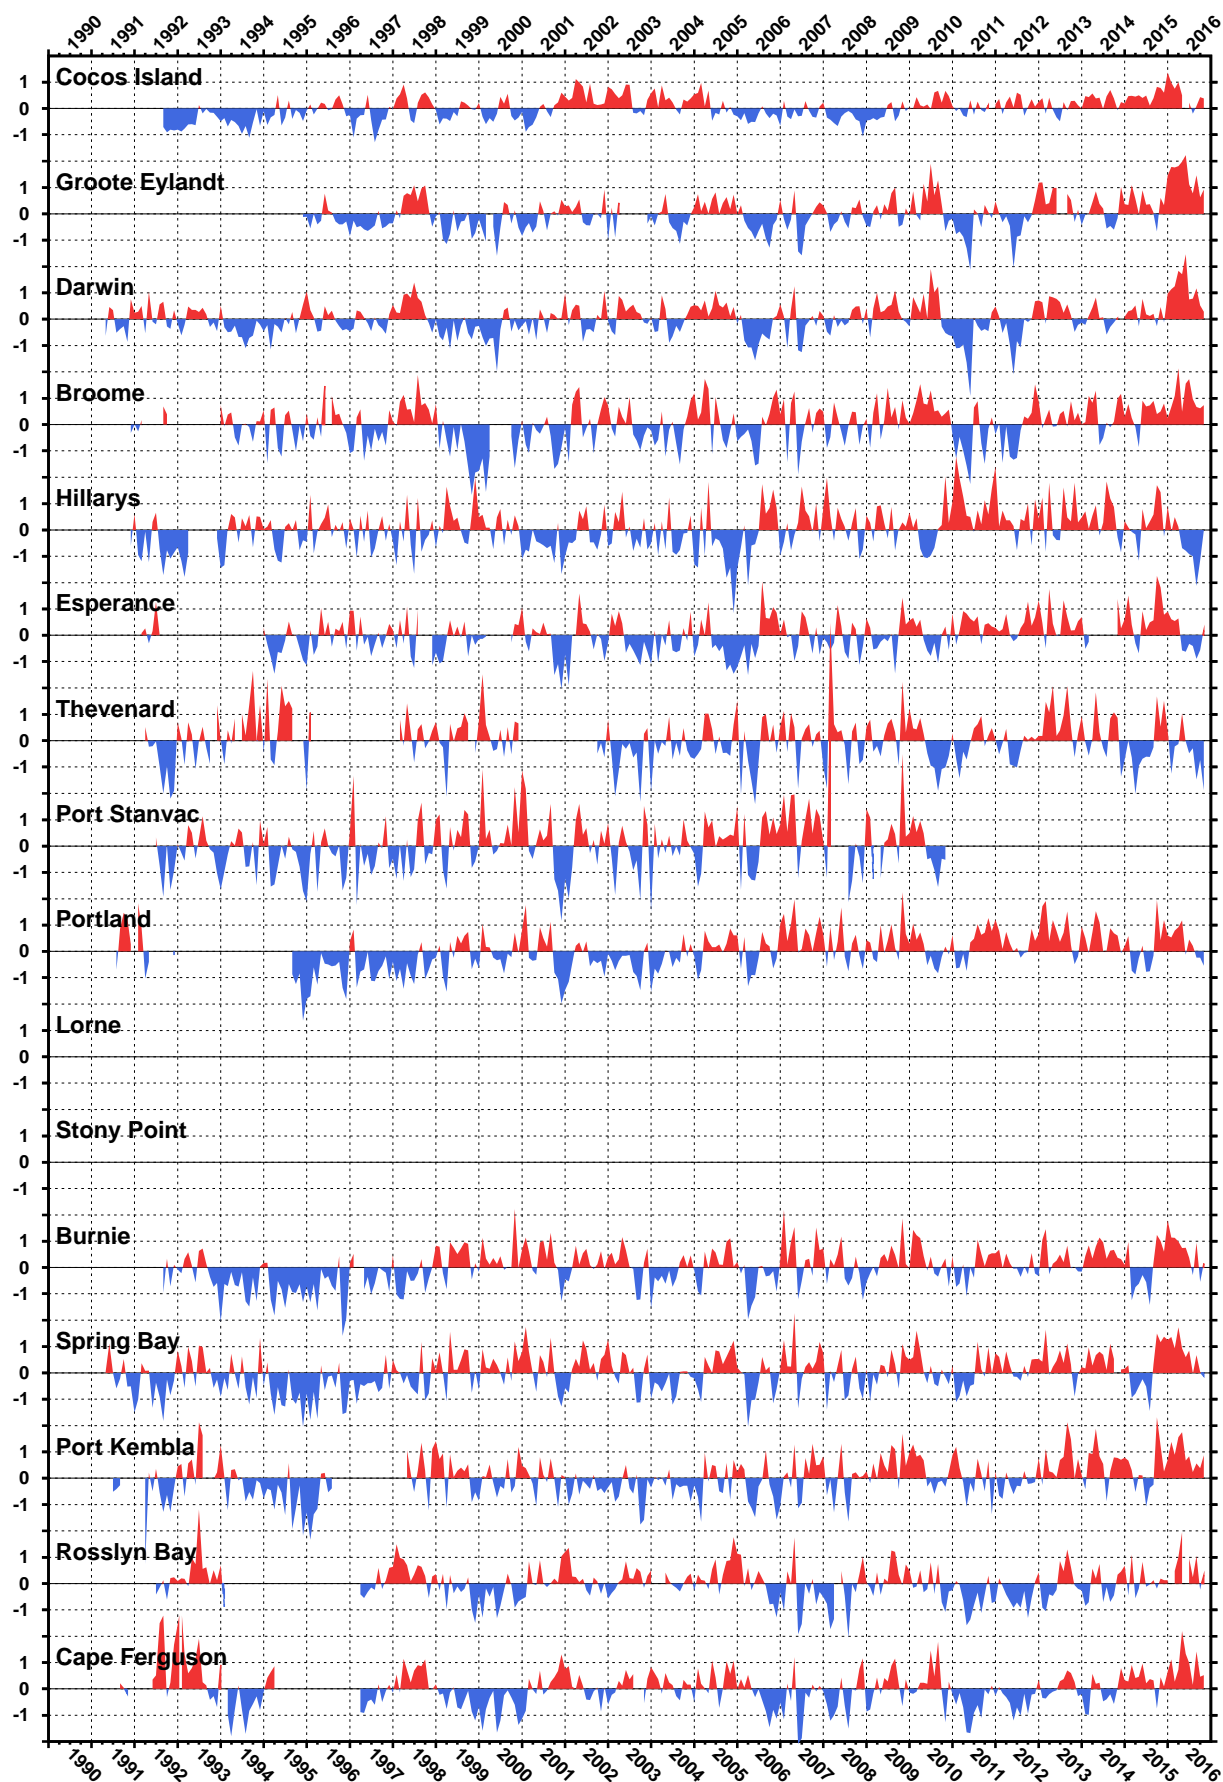 1990 1991 1992 1993 1994 1995 1996 1997 1998 1999 2000 2001 2002 2003 2004 2005 2006 2007 2008 2009 2010 2011 2012 2013 2014 2015 2016
Cocos Island
1
0
-1
Groote Eylandt
1
0
-1
Darwin
1
0
-1
Broome
1
0
-1
Hillarys
1
0
-1
Esperance
1
0
-1
Thevenard
1
0
-1
Port Stanvac
1
0
-1
Portland
1
0
-1
Lorne
1
0
-1
Stony Point
1
0
-1
Burnie
1
0
-1
Spring Bay
1
0
-1
Port Kembla
1
0
-1
Rosslyn Bay
1
0
-1
Cape Ferguson
1
0
-1
1990 1991 1992 1993 1994 1995 1996 1997 1998 1999 2000 2001 2002 2003 2004 2005 2006 2007 2008 2009 2010 2011 2012 2013 2014 2015 2016